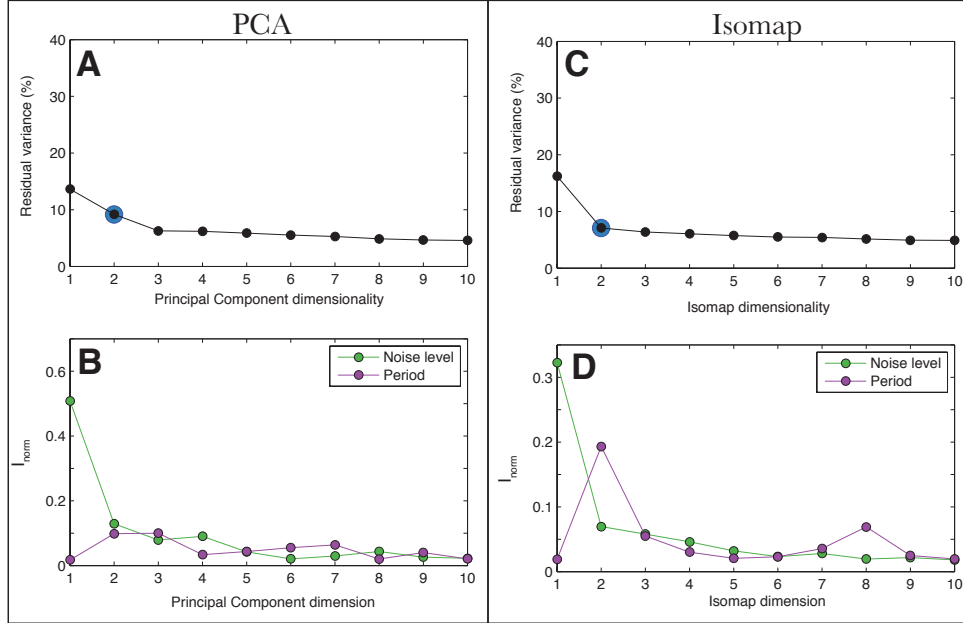 PCA
A
40
30
20
10
0
Residual variance (%)
1 2 3 4 5 6 7 8 9 10
Principal Component dimensionality
B
0.6
0.4
0.2
0
I_norm
Noise level
Period
1 2 3 4 5 6 7 8 9 10
Principal Component dimension
Isomap
C
40
30
20
10
0
Residual variance (%)
1 2 3 4 5 6 7 8 9 10
Isomap dimensionality
D
0.3
0.2
0.1
0
I_norm
Noise level
Period
1 2 3 4 5 6 7 8 9 10
Isomap dimension